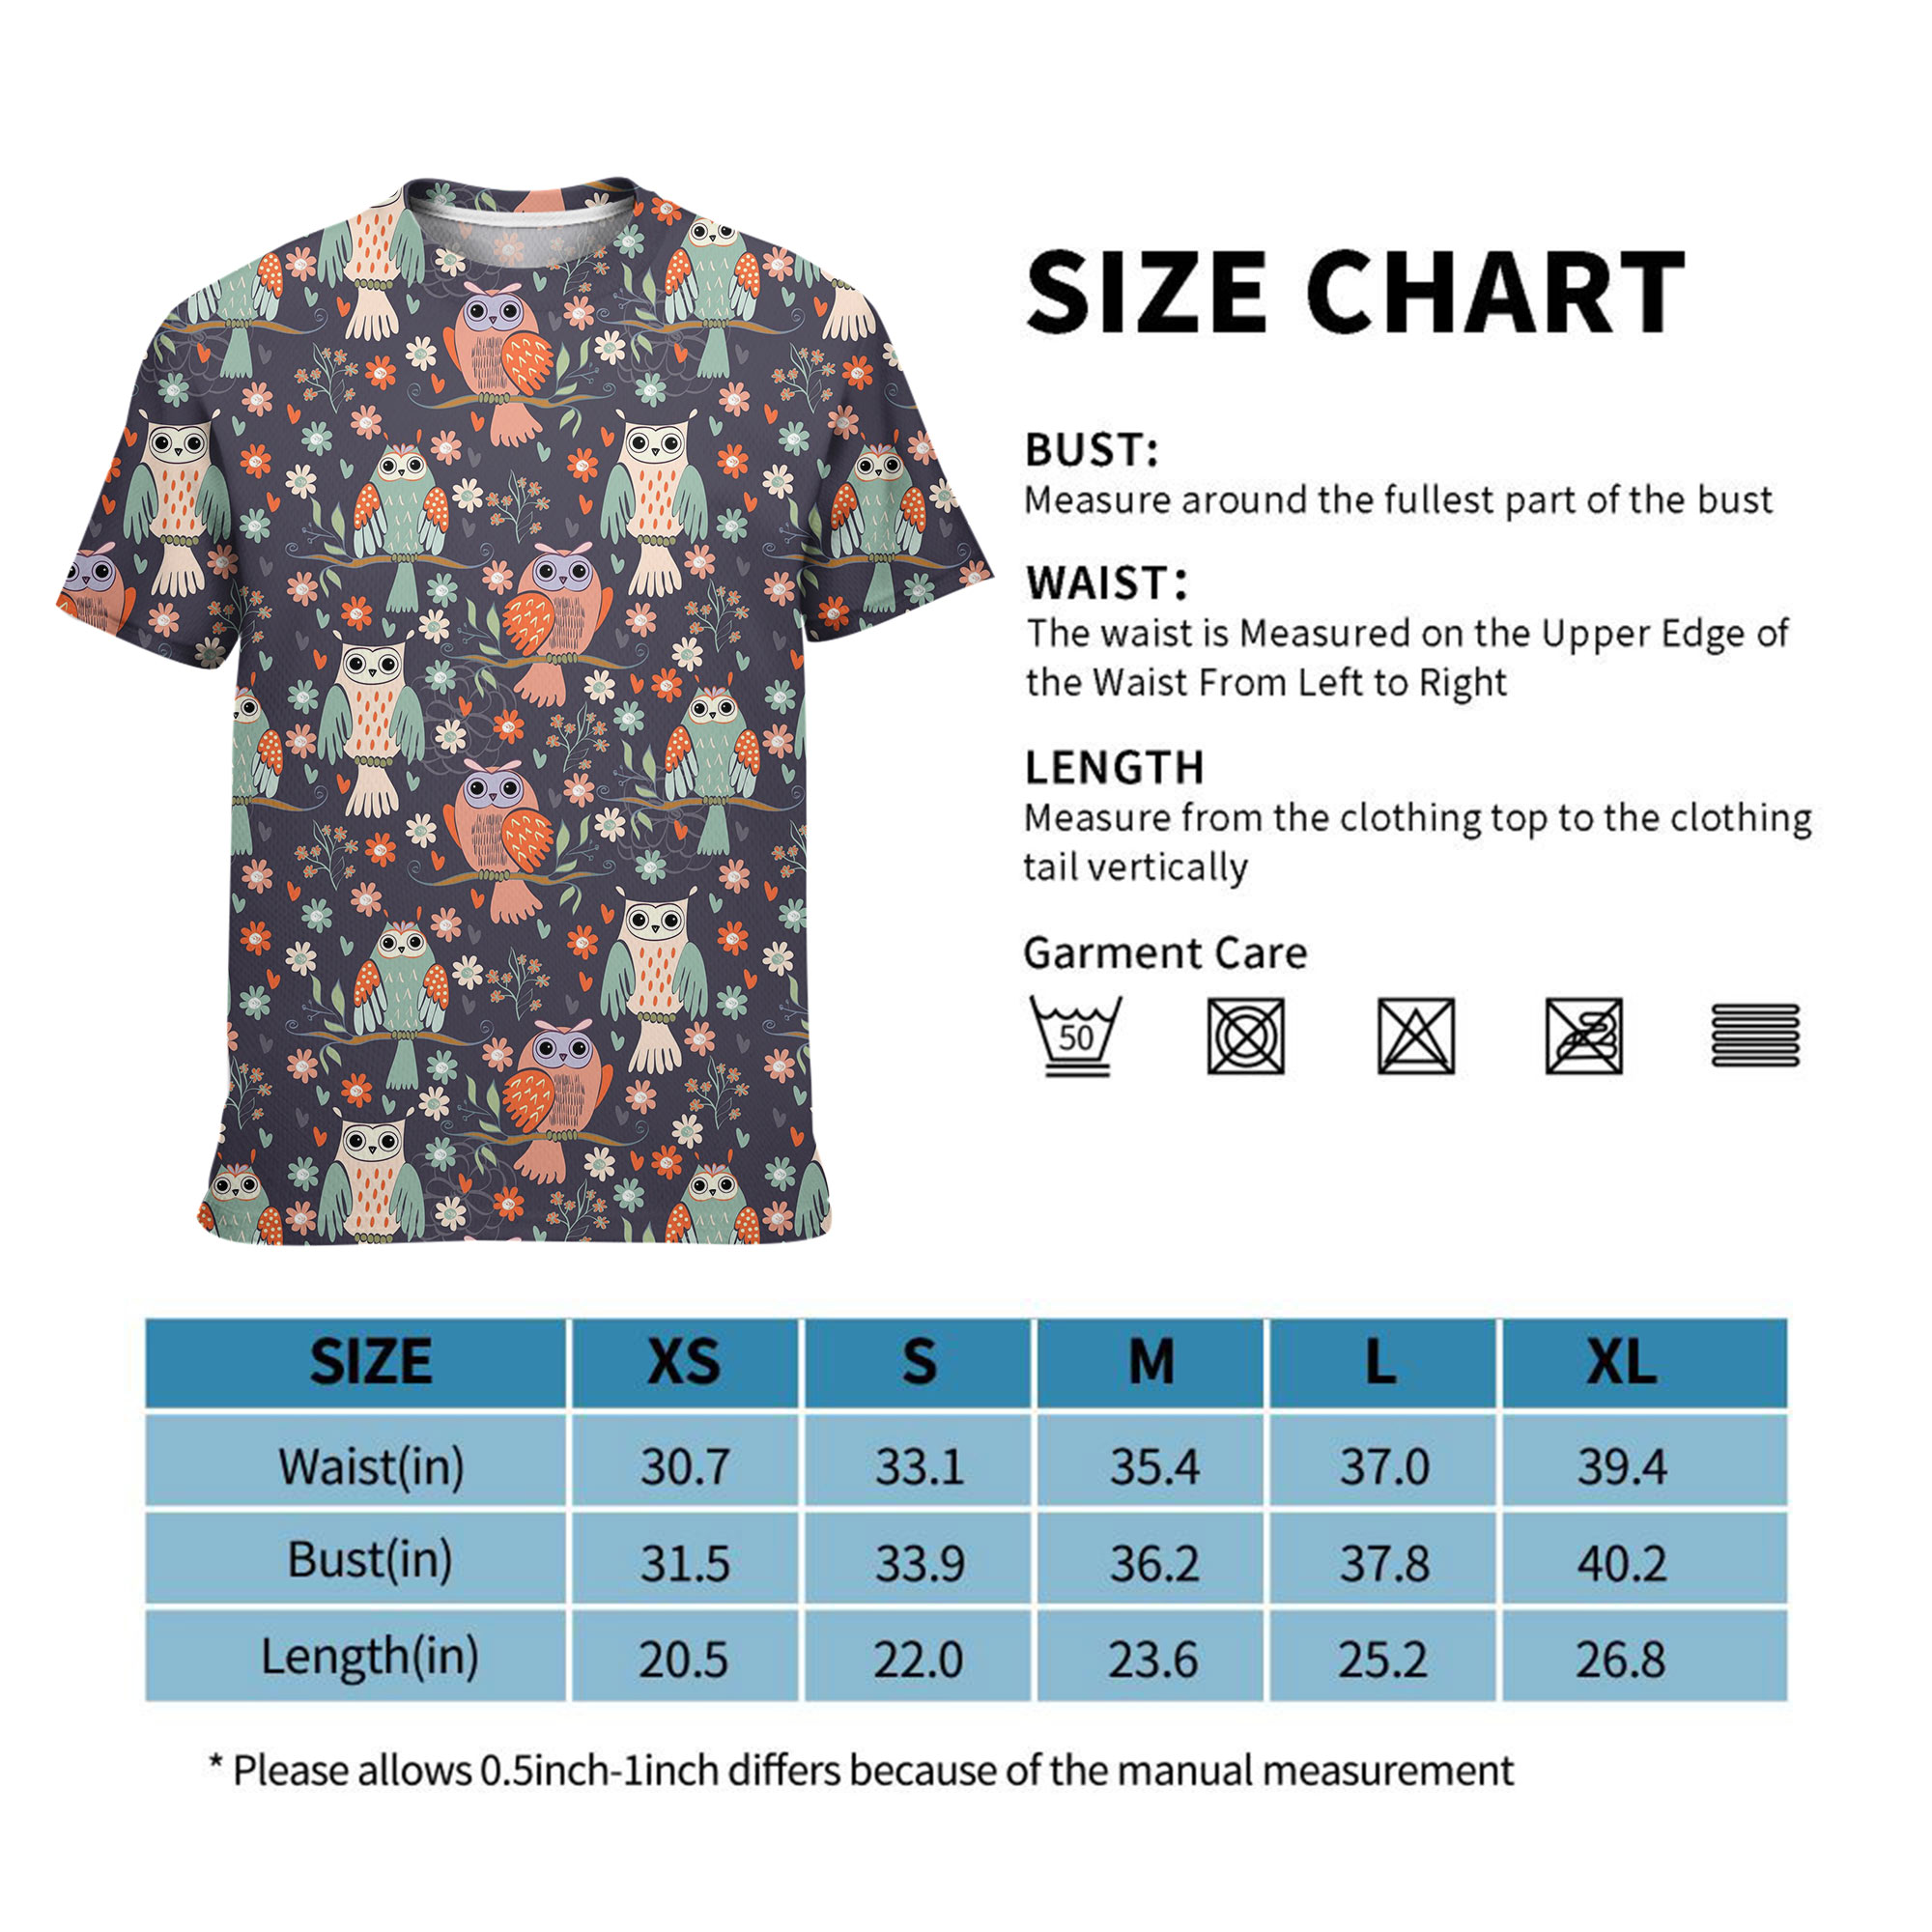 SIZE CHART
BUST:
Measure around the fullest part of the bust
WAIST:
The waist is Measured on the Upper Edge of
the Waist From Left to Right
LENGTH
Measure from the clothing top to the clothing
tail vertically
Garment Care
50
SIZE XS S M L XL
Waist(in) 30.7 33.1 35.4 37.0 39.4
Bust(in) 31.5 33.9 36.2 37.8 40.2
Length(in) 20.5 22.0 23.6 25.2 26.8
* Please allows 0.5inch-1inch differs because of the manual measurement